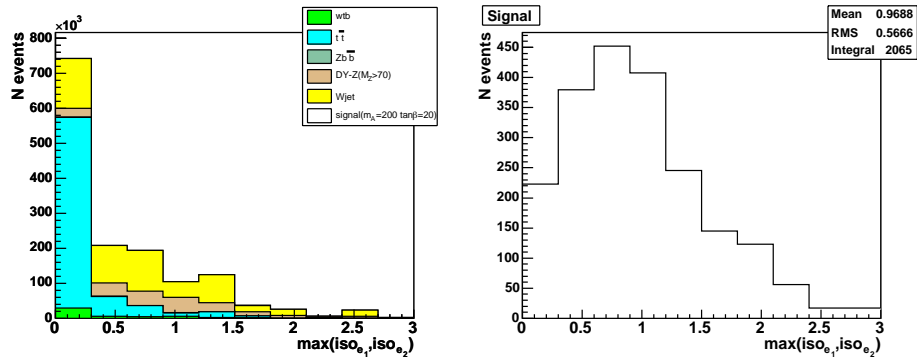 ×10³
N events
800
700
600
500
400
300
200
100
0
0 0.5 1 1.5 2 2.5 3
max(iso_e₁,iso_e₂)
wtb
t t̅
Zb b̅
DY-Z(M_Z>70)
Wjet
signal(m_A=200 tanβ=20)
Signal
Mean 0.9688
RMS 0.5666
Integral 2065
N events
450
400
350
300
250
200
150
100
50
0
0 0.5 1 1.5 2 2.5 3
max(iso_e₁,iso_e₂)